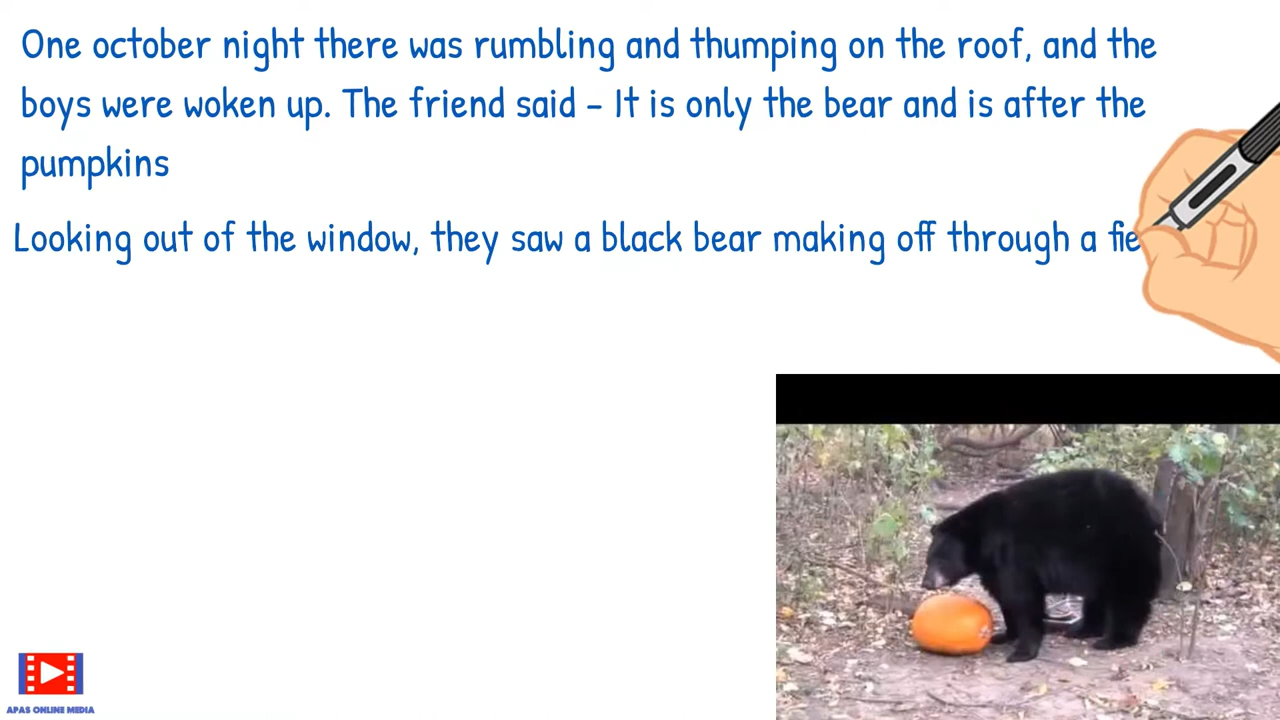 One october night there was rumbling and thumping on the roof, and the
boys were woken up. The friend said - It is only the bear and is after the
pumpkins
Looking out of the window, they saw a black bear making off through a fie
APAS ONLINE MEDIA